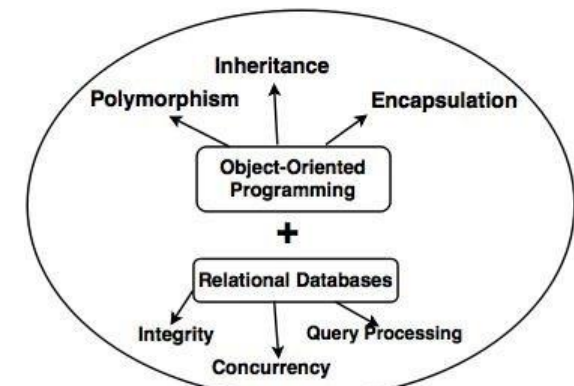 Inheritance
Polymorphism
Encapsulation
Object-Oriented
Programming
+
Relational Databases
Integrity
Query Processing
Concurrency